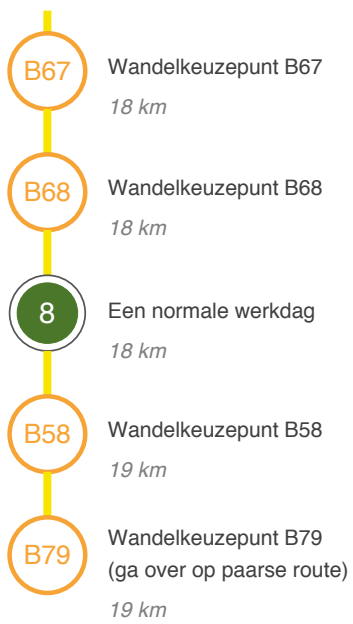 B67
Wandelkeuzepunt B67
18 km
B68
Wandelkeuzepunt B68
18 km
8
Een normale werkdag
18 km
B58
Wandelkeuzepunt B58
19 km
B79
Wandelkeuzepunt B79
(ga over op paarse route)
19 km